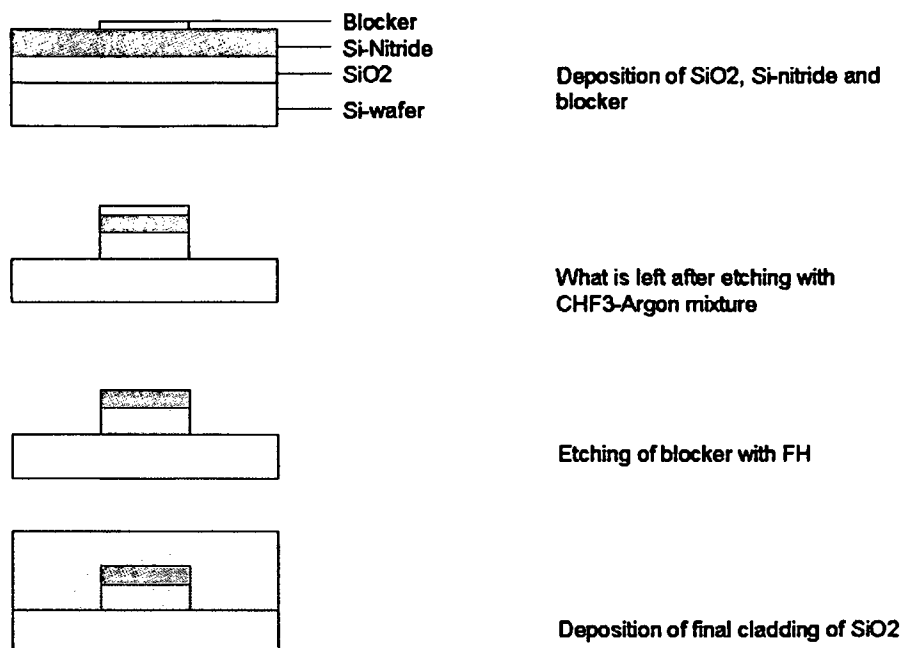 Blocker
Si-Nitride
SiO2
Si-wafer
Deposition of SiO2, Si-nitride and
blocker
What is left after etching with
CHF3-Argon mixture
Etching of blocker with FH
Deposition of final cladding of SiO2